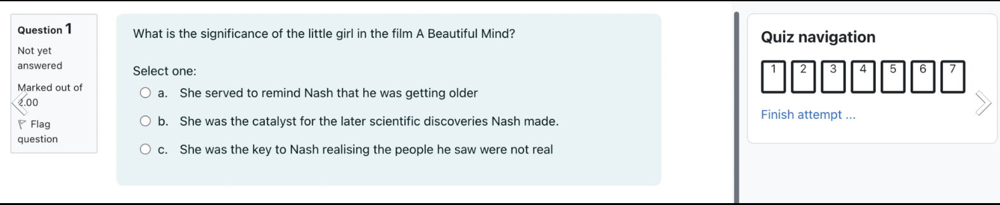 Question 1
Not yet
answered
Marked out of
2.00
Flag
question
What is the significance of the little girl in the film A Beautiful Mind?
Select one:
a. She served to remind Nash that he was getting older
b. She was the catalyst for the later scientific discoveries Nash made.
c. She was the key to Nash realising the people he saw were not real
Quiz navigation
1 2 3 4 5 6 7
Finish attempt ...